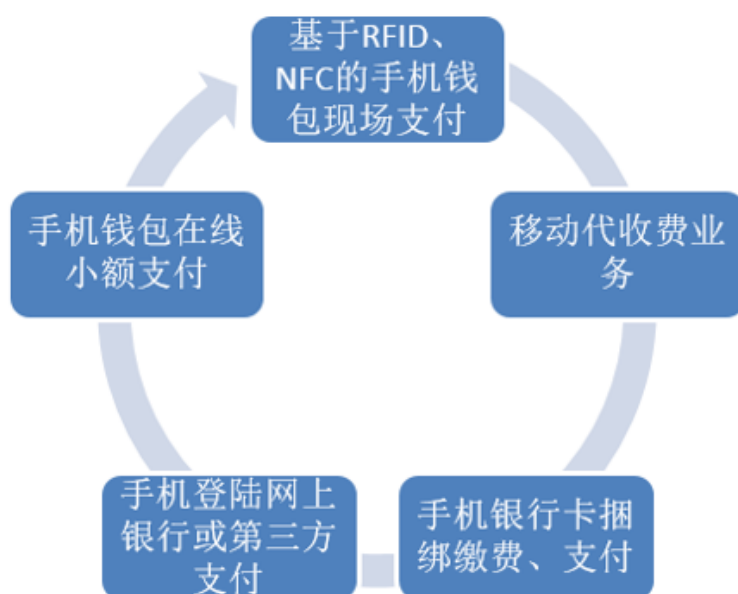 基于RFID、
NFC的手机钱
包现场支付
移动代收费业
务
手机银行卡捆
绑缴费、支付
手机登陆网上
银行或第三方
支付
手机钱包在线
小额支付